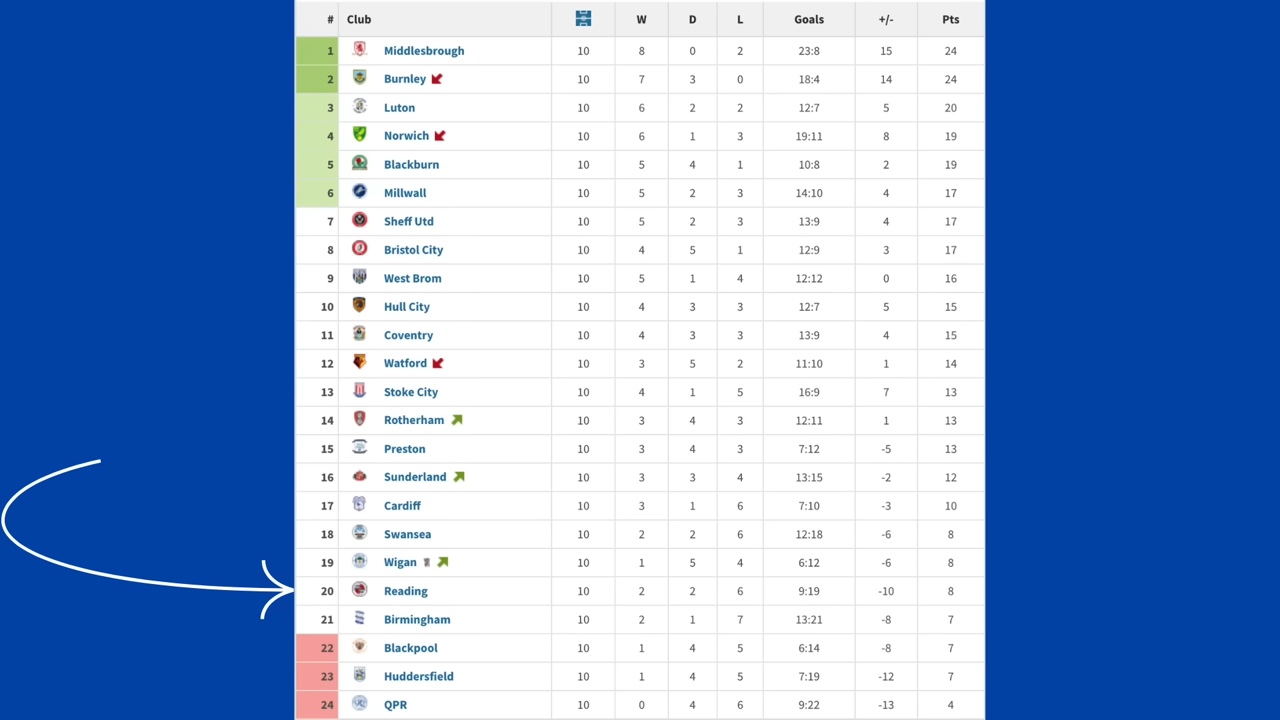 # Club W D L Goals +/- Pts
1 Middlesbrough 10 8 0 2 23:8 15 24
2 Burnley 10 7 3 0 18:4 14 24
3 Luton 10 6 2 2 12:7 5 20
4 Norwich 10 6 1 3 19:11 8 19
5 Blackburn 10 5 4 1 10:8 2 19
6 Millwall 10 5 2 3 14:10 4 17
7 Sheff Utd 10 5 2 3 13:9 4 17
8 Bristol City 10 4 5 1 12:9 3 17
9 West Brom 10 5 1 4 12:12 0 16
10 Hull City 10 4 3 3 12:7 5 15
11 Coventry 10 4 3 3 13:9 4 15
12 Watford 10 3 5 2 11:10 1 14
13 Stoke City 10 4 1 5 16:9 7 13
14 Rotherham 10 3 4 3 12:11 1 13
15 Preston 10 3 4 3 7:12 -5 13
16 Sunderland 10 3 3 4 13:15 -2 12
17 Cardiff 10 3 1 6 7:10 -3 10
18 Swansea 10 2 2 6 12:18 -6 8
19 Wigan 10 1 5 4 6:12 -6 8
20 Reading 10 2 2 6 9:19 -10 8
21 Birmingham 10 2 1 7 13:21 -8 7
22 Blackpool 10 1 4 5 6:14 -8 7
23 Huddersfield 10 1 4 5 7:19 -12 7
24 QPR 10 0 4 6 9:22 -13 4